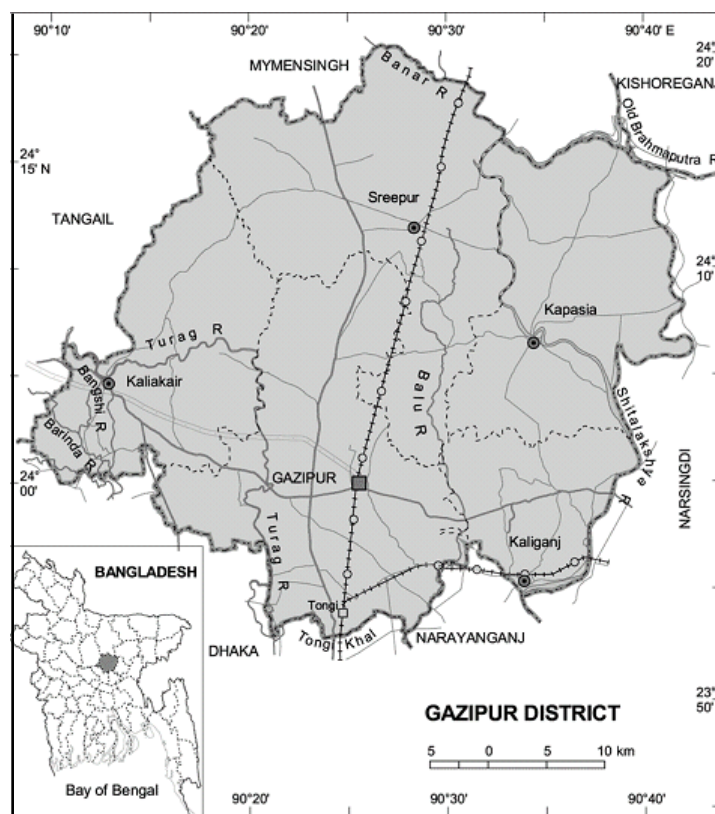 90°10'
90°20'
90°30'
90°40' E
24°
20'
MYMENSINGH
Banar R
KISHOREGANJ
Old Brahmaputra R
24°
15' N
Sreepur
TANGAIL
24°
10'
Kapasia
Turag R
Kaliakair
Bangshi R
Balu R
Shitalakshya R
Barinda R
24°
00'
GAZIPUR
NARSINGDI
Turag R
Kaliganj
BANGLADESH
Tongi
DHAKA
Tongi Khal
NARAYANGANJ
23°
50'
GAZIPUR DISTRICT
5 0 5 10 km
Bay of Bengal
90°20'
90°30'
90°40'